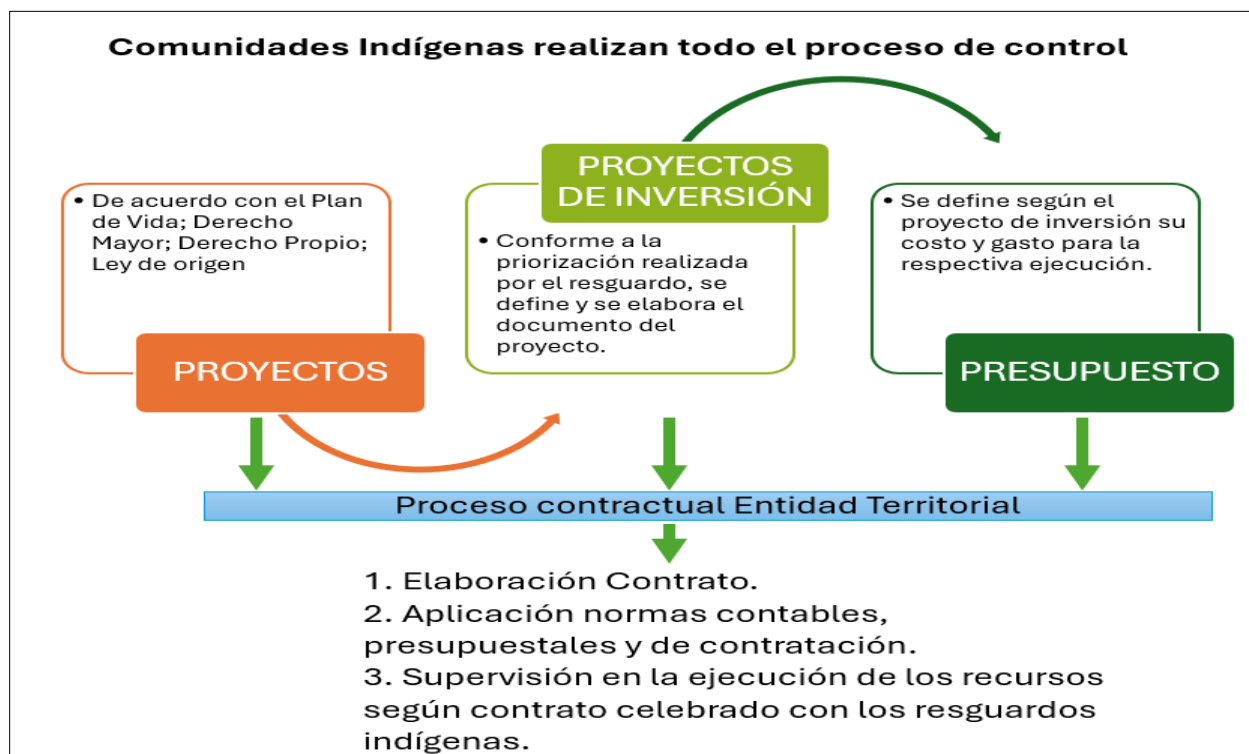 Comunidades Indígenas realizan todo el proceso de control
• De acuerdo con el Plan
de Vida; Derecho
Mayor; Derecho Propio;
Ley de origen
PROYECTOS
PROYECTOS
DE INVERSIÓN
• Conforme a la
priorización realizada
por el resguardo, se
define y se elabora el
documento del
proyecto.
• Se define según el
proyecto de inversión su
costo y gasto para la
respectiva ejecución.
PRESUPUESTO
Proceso contractual Entidad Territorial
1. Elaboración Contrato.
2. Aplicación normas contables,
presupuestales y de contratación.
3. Supervisión en la ejecución de los recursos
según contrato celebrado con los resguardos
indígenas.